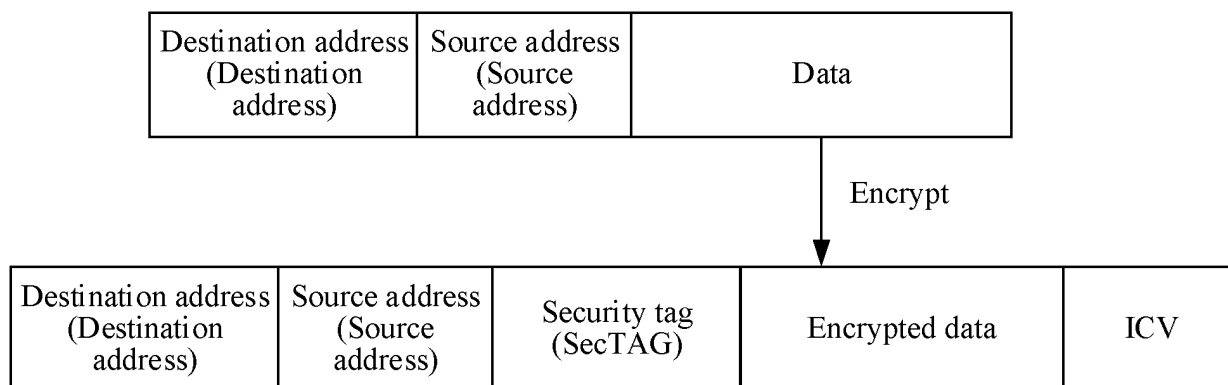 Destination address
(Destination
address)
Source address
(Source
address)
Data
Encrypt
Destination address
(Destination
address)
Source address
(Source
address)
Security tag
(SecTAG)
Encrypted data
ICV